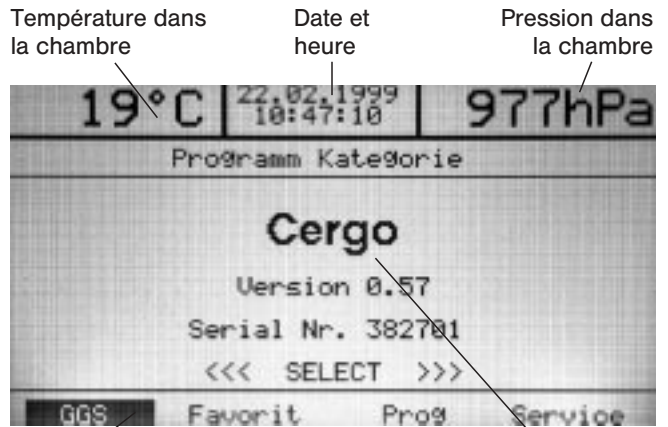 Température dans la chambre
Date et heure
Pression dans la chambre
19°C
22.02.1999
10:47:10
977hPa
Programm Kategorie
Cergo
Version 0.57
Serial Nr. 382701
<<< SELECT >>>
GGS Favorit Prog Service